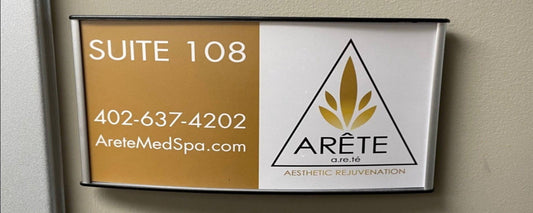 SUITE 108
402-637-4202
AreteMedSpa.com
ARÊTE
a.re.té
AESTHETIC REJUVENATION